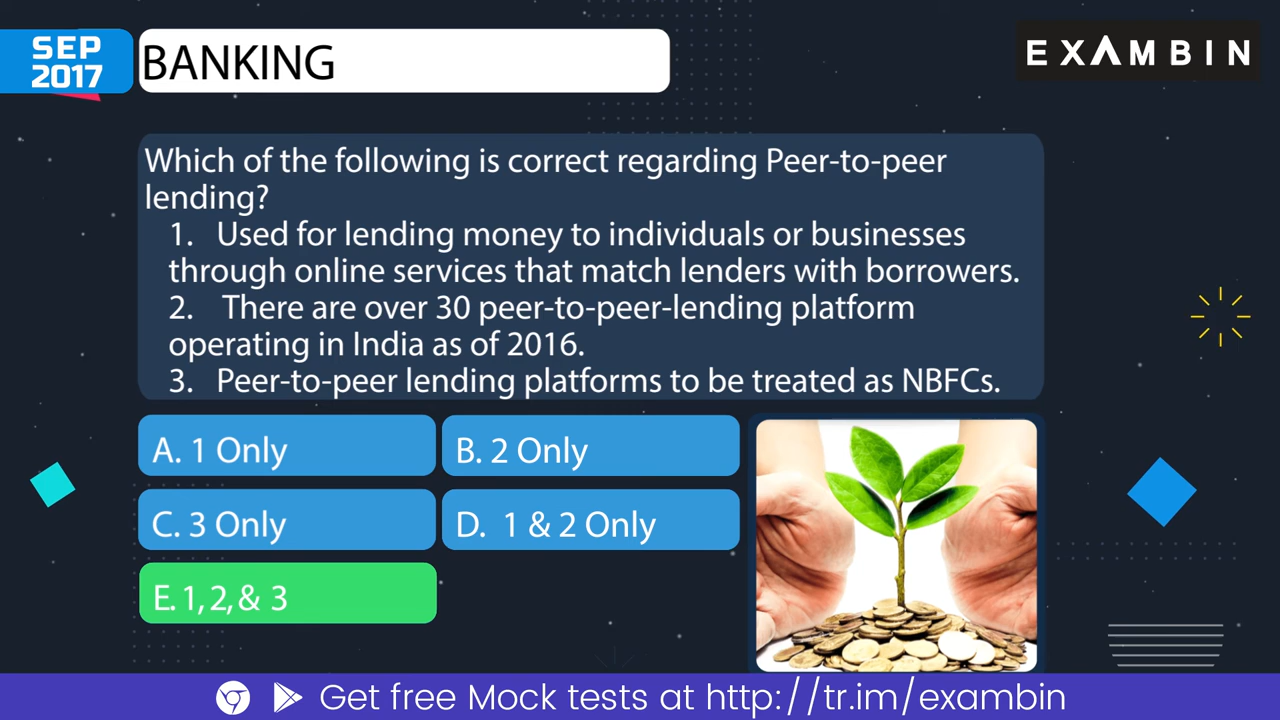 SEP
2017
BANKING
EXAMBIN
Which of the following is correct regarding Peer-to-peer
lending?
1. Used for lending money to individuals or businesses
through online services that match lenders with borrowers.
2. There are over 30 peer-to-peer-lending platform
operating in India as of 2016.
3. Peer-to-peer lending platforms to be treated as NBFCs.
A. 1 Only
B. 2 Only
C. 3 Only
D. 1 & 2 Only
E. 1, 2, & 3
Get free Mock tests at http://tr.im/exambin